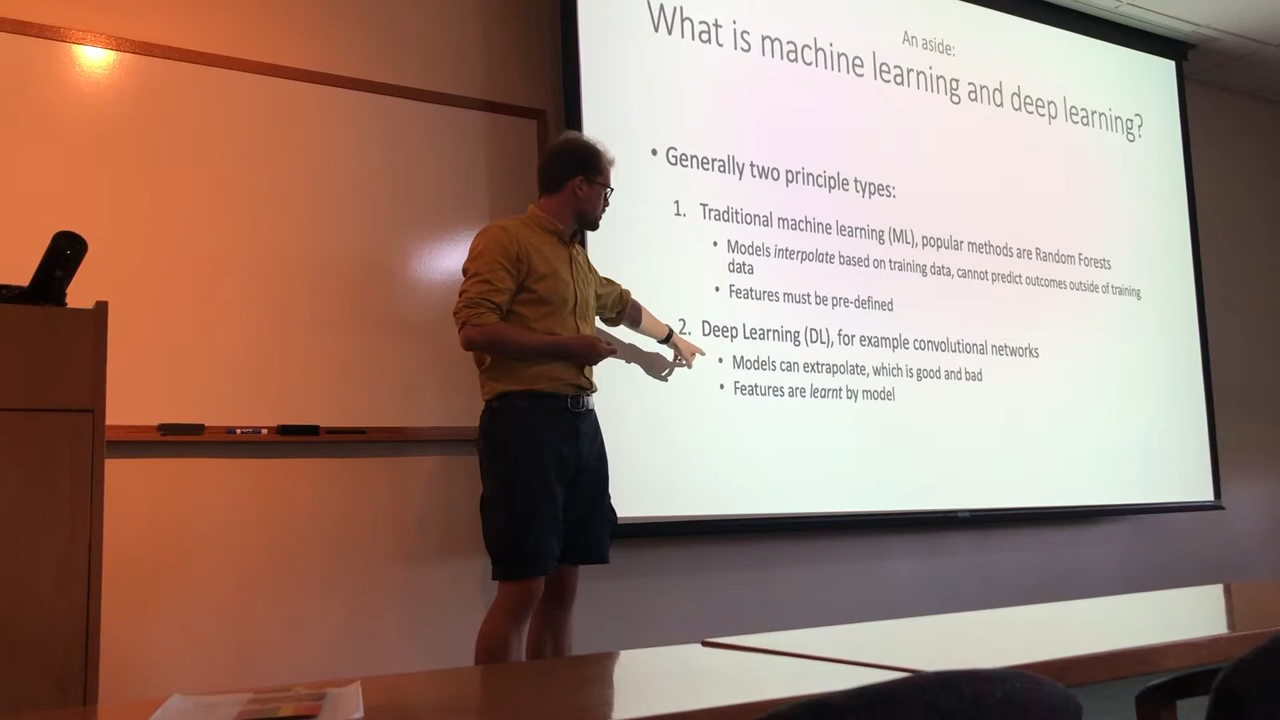 An aside:
What is machine learning and deep learning?
• Generally two principle types:
1. Traditional machine learning (ML), popular methods are Random Forests
• Models interpolate based on training data, cannot predict outcomes outside of training
data
• Features must be pre-defined
2. Deep Learning (DL), for example convolutional networks
• Models can extrapolate, which is good and bad
• Features are learnt by model